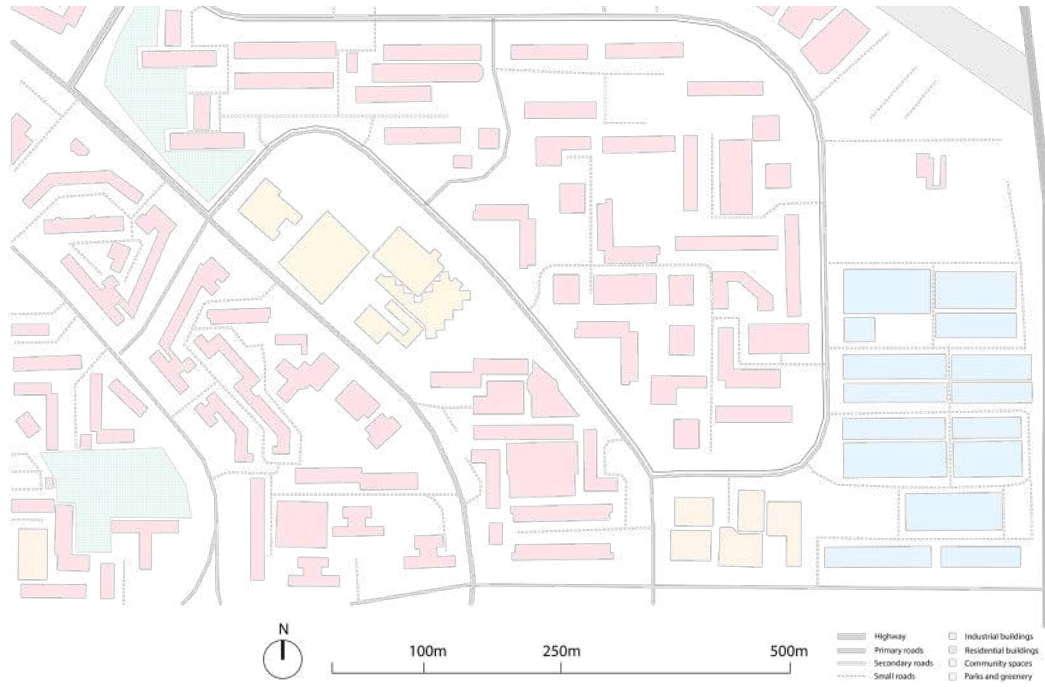 N
100m
250m
500m
Highway
Primary roads
Secondary roads
Small roads
Industrial buildings
Residential buildings
Community spaces
Parks and greenery